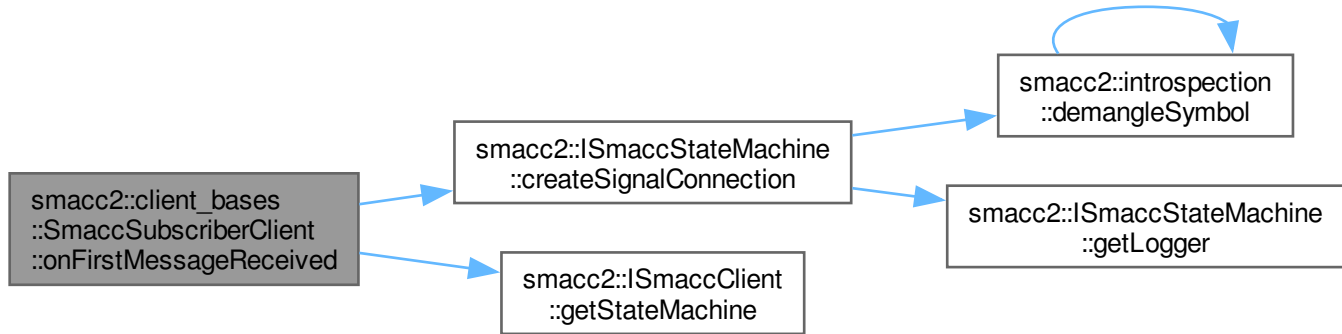 smacc2::client_bases
::SmaccSubscriberClient
::onFirstMessageReceived
smacc2::ISmaccStateMachine
::createSignalConnection
smacc2::introspection
::demangleSymbol
smacc2::ISmaccStateMachine
::getLogger
smacc2::ISmaccClient
::getStateMachine